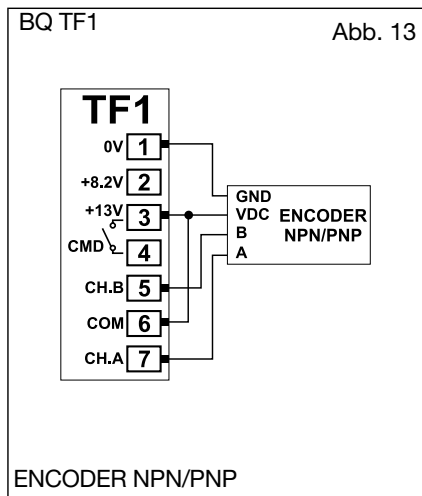 BQ TF1
Abb. 13
TF1
0V 1
+8.2V 2
+13V 3
CMD 4
CH.B 5
COM 6
CH.A 7
GND
VDC ENCODER
B NPN/PNP
A
ENCODER NPN/PNP